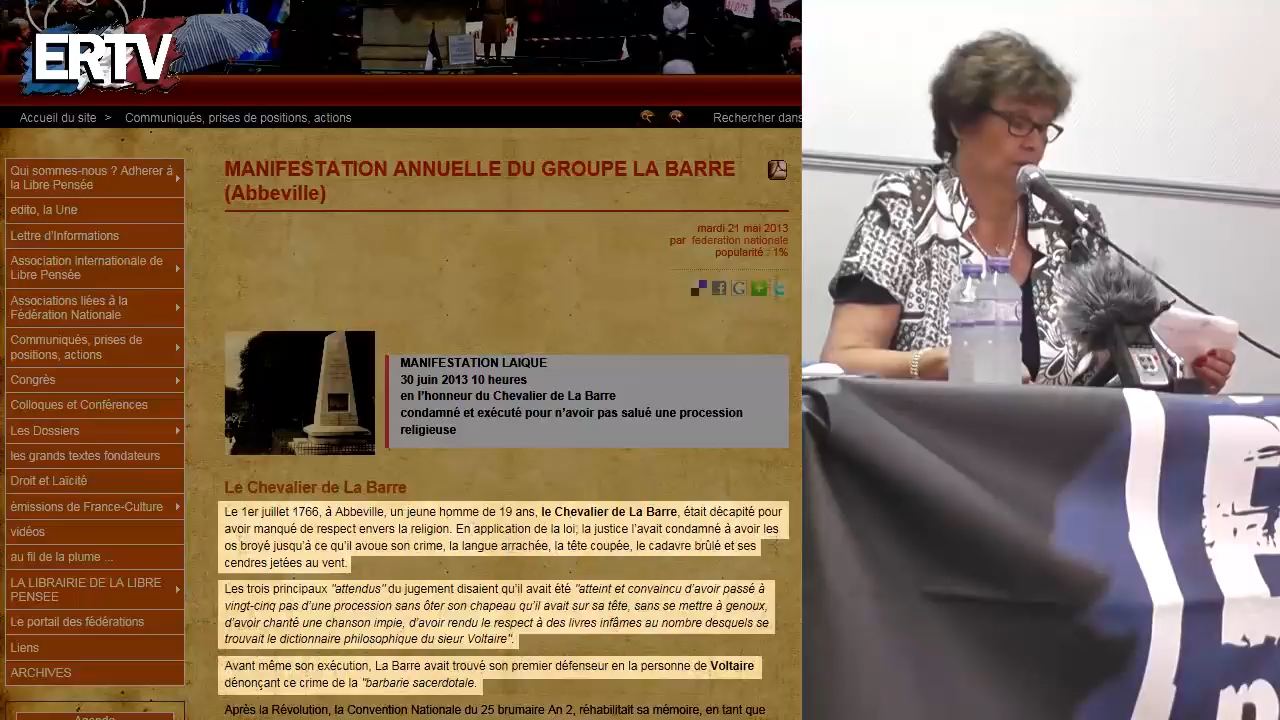 ERTV
Accueil du site > Communiqués, prises de positions, actions
Rechercher dans
Qui sommes-nous ? Adherer à
la Libre Pensée
edito, la Une
Lettre d'Informations
Association Internationale de
Libre Pensée
Associations liées à la
Fédération Nationale
Communiqués, prises de
positions, actions
Congrès
Colloques et Conférences
Les Dossiers
les grands textes fondateurs
Droit et Laïcité
émissions de France-Culture
vidéos
au fil de la plume ...
LA LIBRAIRIE DE LA LIBRE
PENSEE
Le portail des fédérations
Liens
ARCHIVES
Agenda
MANIFESTATION ANNUELLE DU GROUPE LA BARRE
(Abbeville)
mardi 21 mai 2013
par federation nationale
popularité : 1%
MANIFESTATION LAIQUE
30 juin 2013 10 heures
en l'honneur du Chevalier de La Barre
condamné et exécuté pour n'avoir pas salué une procession
religieuse
Le Chevalier de La Barre
Le 1er juillet 1766, à Abbeville, un jeune homme de 19 ans, le Chevalier de La Barre, était décapité pour
avoir manqué de respect envers la religion. En application de la loi, la justice l'avait condamné à avoir les
os broyé jusqu'à ce qu'il avoue son crime, la langue arrachée, la tête coupée, le cadavre brûlé et ses
cendres jetées au vent.
Les trois principaux "attendus" du jugement disaient qu'il avait été "atteint et convaincu d'avoir passé à
vingt-cinq pas d'une procession sans ôter son chapeau qu'il avait sur sa tête, sans se mettre à genoux,
d'avoir chanté une chanson impie, d'avoir rendu le respect à des livres infâmes au nombre desquels se
trouvait le dictionnaire philosophique du sieur Voltaire".
Avant même son exécution, La Barre avait trouvé son premier défenseur en la personne de Voltaire
dénonçant ce crime de la "barbarie sacerdotale.
Après la Révolution, la Convention Nationale du 25 brumaire An 2, réhabilitait sa mémoire, en tant que